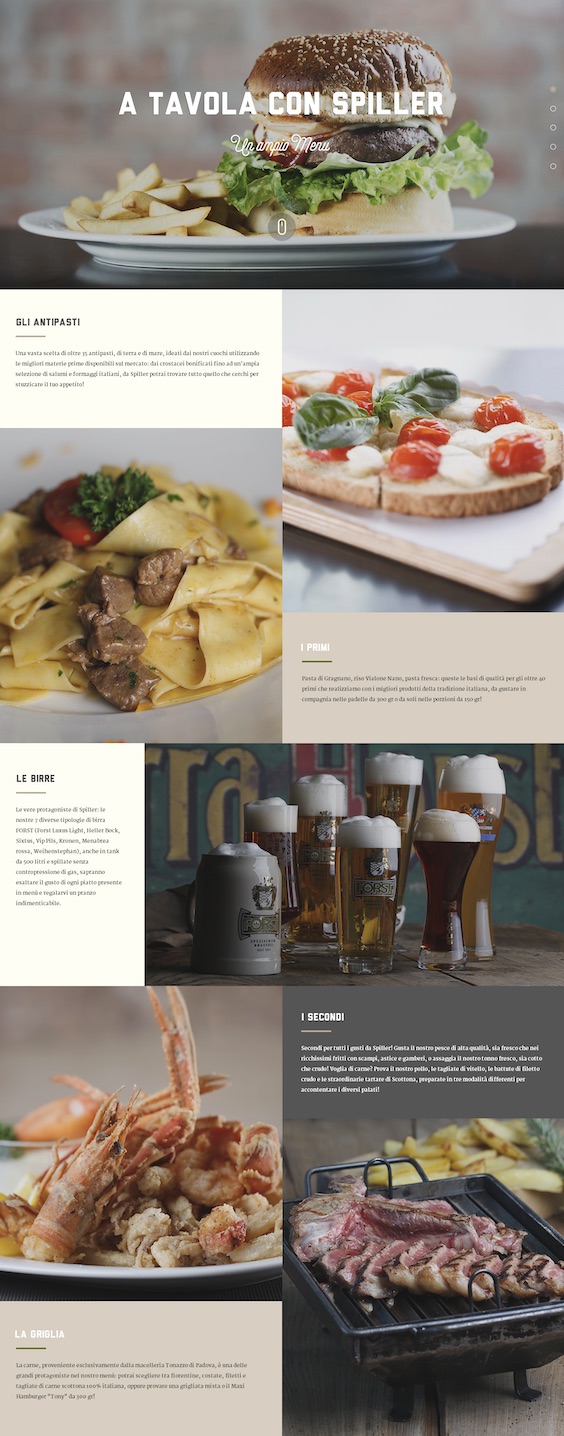 A TAVOLA CON SPILLER
Un ampio Menu
GLI ANTIPASTI
Una vasta scelta di oltre 35 antipasti, di terra e di mare, ideati dai nostri cuochi utilizzando
le migliori materie prime disponibili sul mercato: dai crostacei bonificati fino ad un'ampia
selezione di salumi e formaggi italiani, da Spiller potrai trovare tutto quello che cerchi per
stuzzicare il tuo appetito!
I PRIMI
Pasta di Gragnano, riso Vialone Nano, pasta fresca: queste le basi di qualità per gli oltre 40
primi che realizziamo con i migliori prodotti della tradizione italiana, da gustare in
compagnia nelle padelle da 300 gr o da soli nelle porzioni da 150 gr!
LE BIRRE
Le vere protagoniste di Spiller: le
nostre 7 diverse tipologie di birra
FORST (Forst Luxus Light, Heller Bock,
Sixtus, Vip Pils, Kronen, Menabrea
rossa, Weihenstephan), anche in tank
da 500 litri e spillate senza
contropressione di gas, sapranno
esaltare il gusto di ogni piatto presente
in menù e regalarvi un pranzo
indimenticabile.
FORST
FORST
I SECONDI
Secondi per tutti i gusti da Spiller! Gusta il nostro pesce di alta qualità, sia fresco che nei
ricchissimi fritti con scampi, astice e gamberi, o assaggia il nostro tonno fresco, sia cotto
che crudo! Voglia di carne? Prova il nostro pollo, le tagliate di vitello, le battute di filetto
crudo e le straordinarie tartare di Scottona, preparate in tre modalità differenti per
accontentare i diversi palati!
LA GRIGLIA
La carne, proveniente esclusivamente dalla macelleria Tonazzo di Padova, è una delle
grandi protagoniste nel nostro menù: potrai scegliere tra fiorentine, costate, filetti e
tagliate di carne scottona 100% italiana, oppure provare una grigliata mista o il Maxi
Hamburger "Tony" da 300 gr!